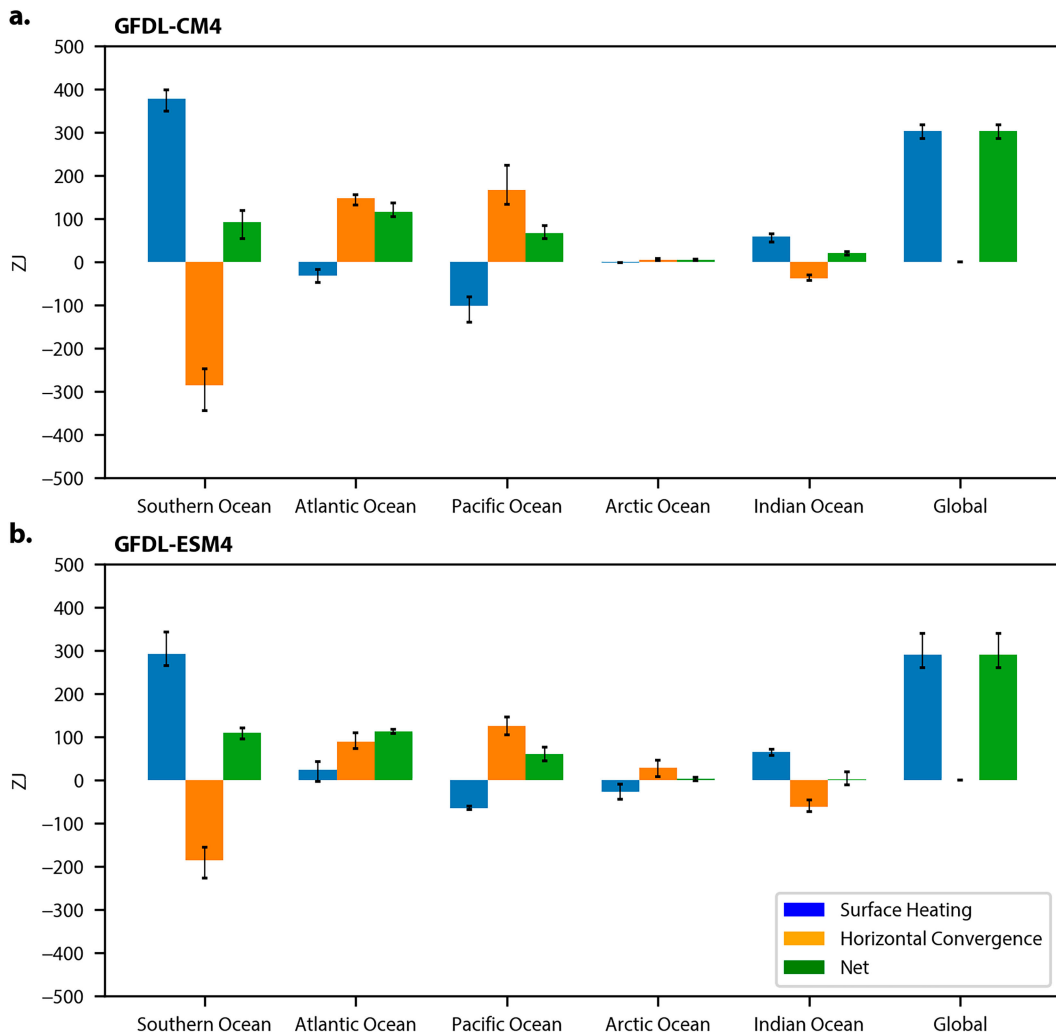 a.
GFDL-CM4
500
400
300
200
100
0
−100
−200
−300
−400
−500
ZJ
Southern Ocean Atlantic Ocean Pacific Ocean Arctic Ocean Indian Ocean Global
b.
GFDL-ESM4
500
400
300
200
100
0
−100
−200
−300
−400
−500
ZJ
Surface Heating
Horizontal Convergence
Net
Southern Ocean Atlantic Ocean Pacific Ocean Arctic Ocean Indian Ocean Global